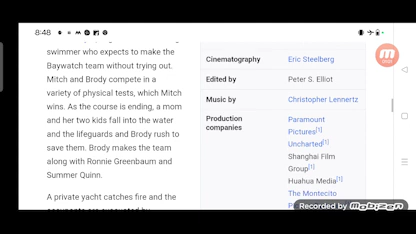 8:48
swimmer who expects to make the
Baywatch team without trying out.
Mitch and Brody compete in a
variety of physical tests, which Mitch
wins. As the course is ending, a mom
and her two kids fall into the water
and the lifeguards and Brody rush to
save them. Brody makes the team
along with Ronnie Greenbaum and
Summer Quinn.
A private yacht catches fire and the
Cinematography Eric Steelberg
Edited by Peter S. Elliot
Music by Christopher Lennertz
Production companies
Paramount
Pictures[1]
Uncharted[1]
Shanghai Film
Group[1]
Huahua Media[1]
The Montecito
Recorded by Mobizen